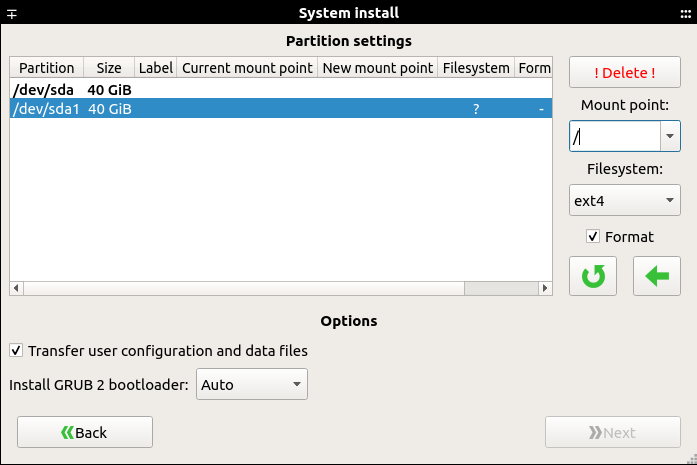 System install
Partition settings
Partition Size Label Current mount point New mount point Filesystem Form
/dev/sda 40 GiB
/dev/sda1 40 GiB ? -
! Delete !
Mount point:
/
Filesystem:
ext4
Format
Options
Transfer user configuration and data files
Install GRUB 2 bootloader: Auto
Back
Next